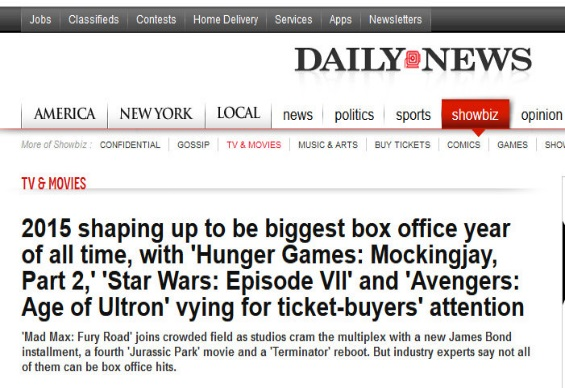 Jobs Classifieds Contests Home Delivery Services Apps Newsletters
DAILY NEWS
AMERICA NEW YORK LOCAL news politics sports showbiz opinion
More of Showbiz : CONFIDENTIAL GOSSIP TV & MOVIES MUSIC & ARTS BUY TICKETS COMICS GAMES
TV & MOVIES
2015 shaping up to be biggest box office year
of all time, with 'Hunger Games: Mockingjay,
Part 2,' 'Star Wars: Episode VII' and 'Avengers:
Age of Ultron' vying for ticket-buyers' attention
'Mad Max: Fury Road' joins crowded field as studios cram the multiplex with a new James Bond
installment, a fourth 'Jurassic Park' movie and a 'Terminator' reboot. But industry experts say not all
of them can be box office hits.